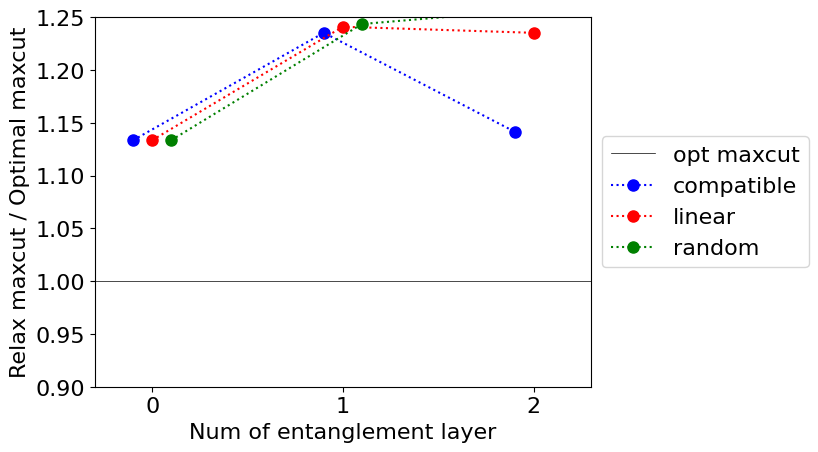 1.25
1.20
1.15
1.10
1.05
1.00
0.95
0.90
Relax maxcut / Optimal maxcut
0 1 2
Num of entanglement layer
opt maxcut
compatible
linear
random